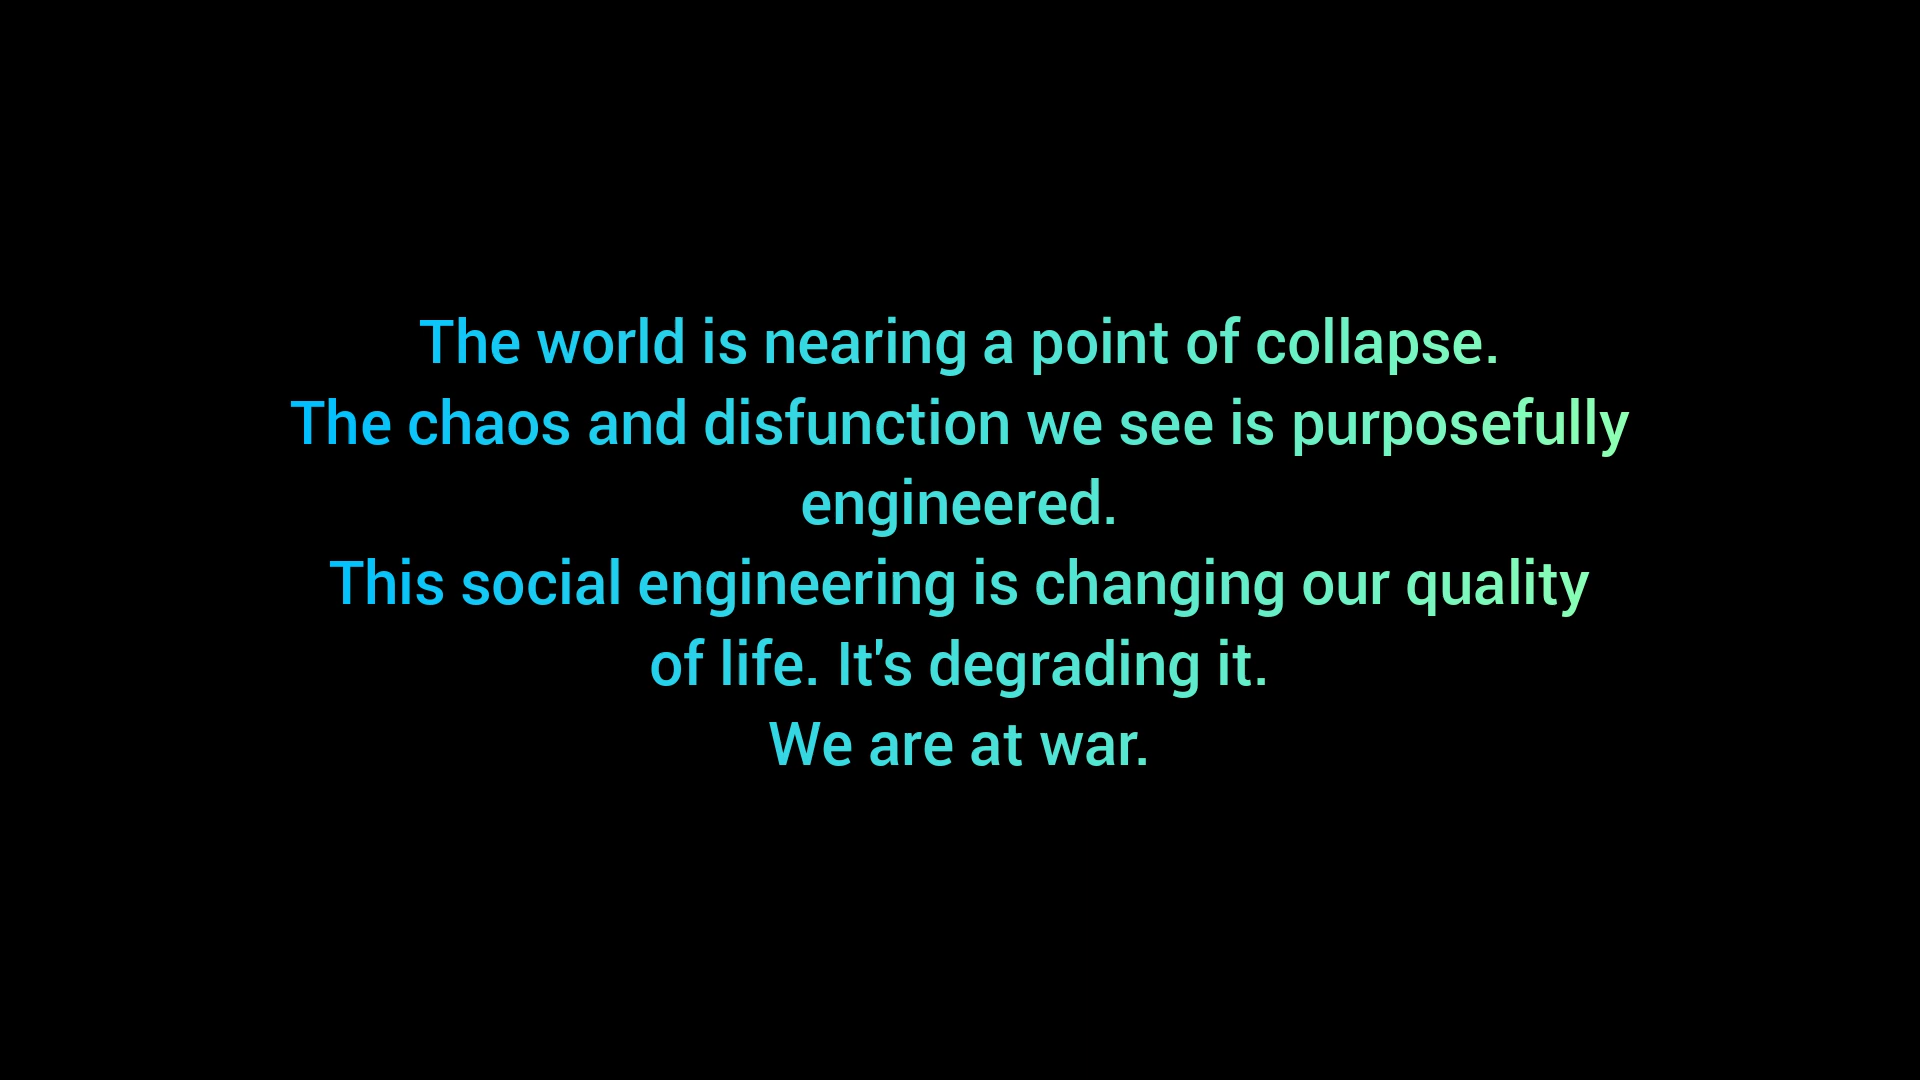 The world is nearing a point of collapse.
The chaos and disfunction we see is purposefully
engineered.
This social engineering is changing our quality
of life. It's degrading it.
We are at war.